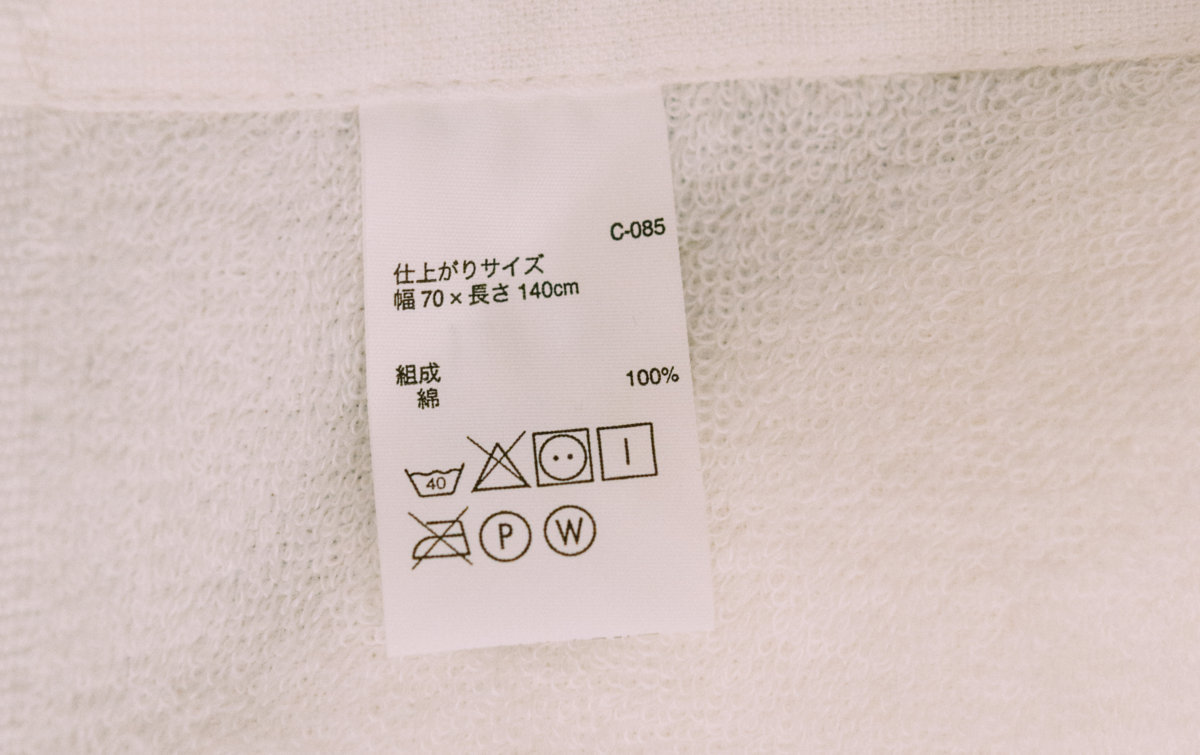 C-085
仕上がりサイズ
幅 70 × 長さ 140cm
組成
綿 100%
40
P W